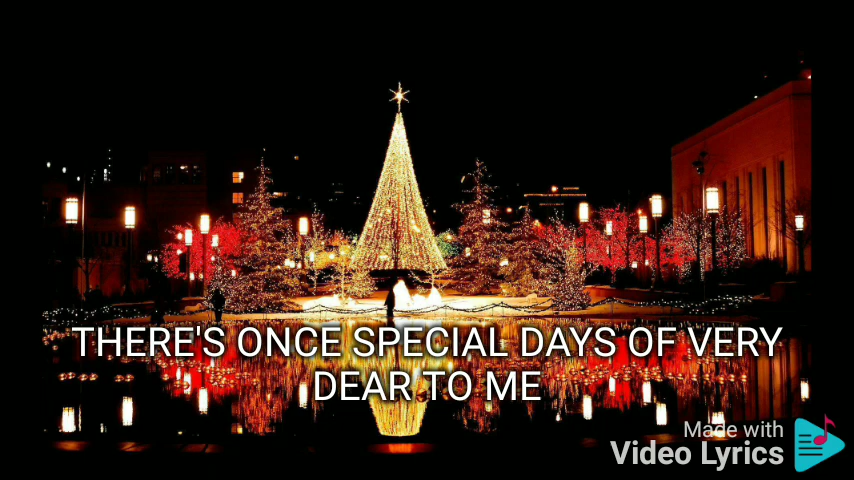 THERE'S ONCE SPECIAL DAYS OF VERY
DEAR TO ME
Made with
Video Lyrics